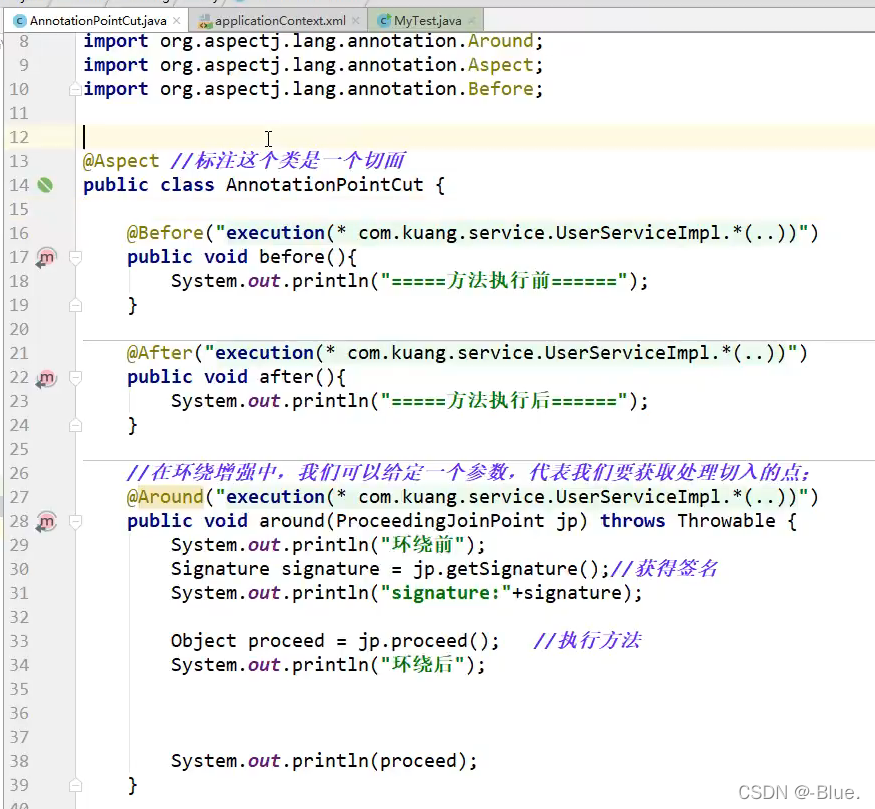 AnnotationPointCut.java × applicationContext.xml × MyTest.java ×
8 import org.aspectj.lang.annotation.Around;
9 import org.aspectj.lang.annotation.Aspect;
10 import org.aspectj.lang.annotation.Before;
11
12
13 @Aspect //标注这个类是一个切面
14 public class AnnotationPointCut {
15
16 @Before("execution(* com.kuang.service.UserServiceImpl.*(..))")
17 public void before(){
18 System.out.println("=====方法执行前======");
19 }
20
21 @After("execution(* com.kuang.service.UserServiceImpl.*(..))")
22 public void after(){
23 System.out.println("=====方法执行后======");
24 }
25
26 //在环绕增强中，我们可以给定一个参数，代表我们要获取处理切入的点；
27 @Around("execution(* com.kuang.service.UserServiceImpl.*(..))")
28 public void around(ProceedingJoinPoint jp) throws Throwable {
29 System.out.println("环绕前");
30 Signature signature = jp.getSignature();//获得签名
31 System.out.println("signature:"+signature);
32
33 Object proceed = jp.proceed(); //执行方法
34 System.out.println("环绕后");
35
36
37
38 System.out.println(proceed);
39 }
CSDN @-Blue.